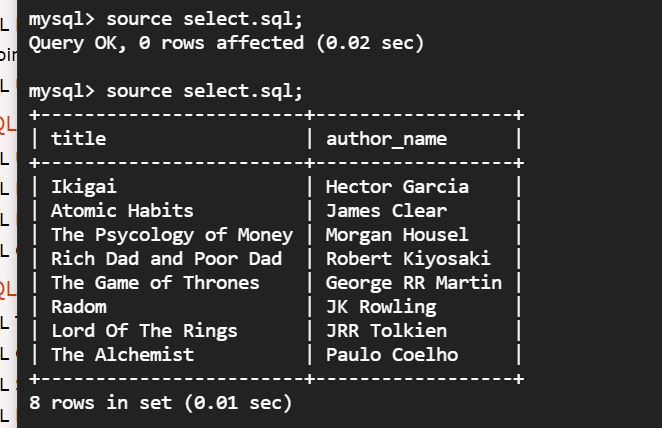 mysql> source select.sql;
Query OK, 0 rows affected (0.02 sec)
mysql> source select.sql;
+-------------------------+------------------+
| title                   | author_name      |
+-------------------------+------------------+
| Ikigai                  | Hector Garcia    |
| Atomic Habits           | James Clear      |
| The Psycology of Money  | Morgan Housel    |
| Rich Dad and Poor Dad   | Robert Kiyosaki  |
| The Game of Thrones     | George RR Martin |
| Radom                   | JK Rowling       |
| Lord Of The Rings       | JRR Tolkien      |
| The Alchemist           | Paulo Coelho     |
+-------------------------+------------------+
8 rows in set (0.01 sec)